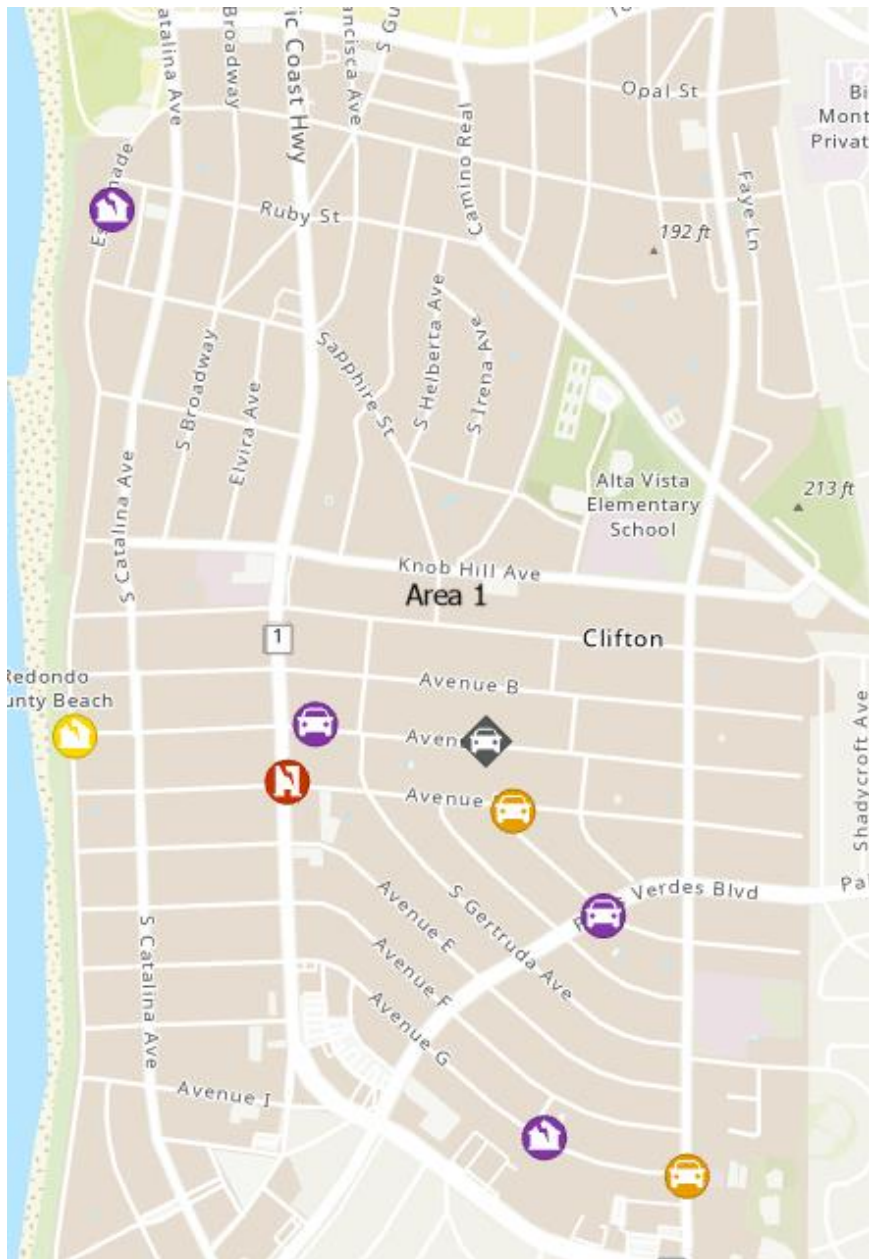 S Catalina Ave
Broadway
Coast Hwy
Opal St
Camino Real
Faye Ln
Ruby St
192 ft
Sapphire St
S Helberta Ave
S Irena Ave
S Broadway
Elvira Ave
S Catalina Ave
Alta Vista
Elementary
School
213 ft
Knob Hill Ave
Area 1
Clifton
1
Redondo
unty Beach
Avenue B
Avenue
Shadycroft Ave
Verdes Blvd
S Gertruda Ave
Avenue E
Avenue F
Avenue G
S Catalina Ave
Avenue I